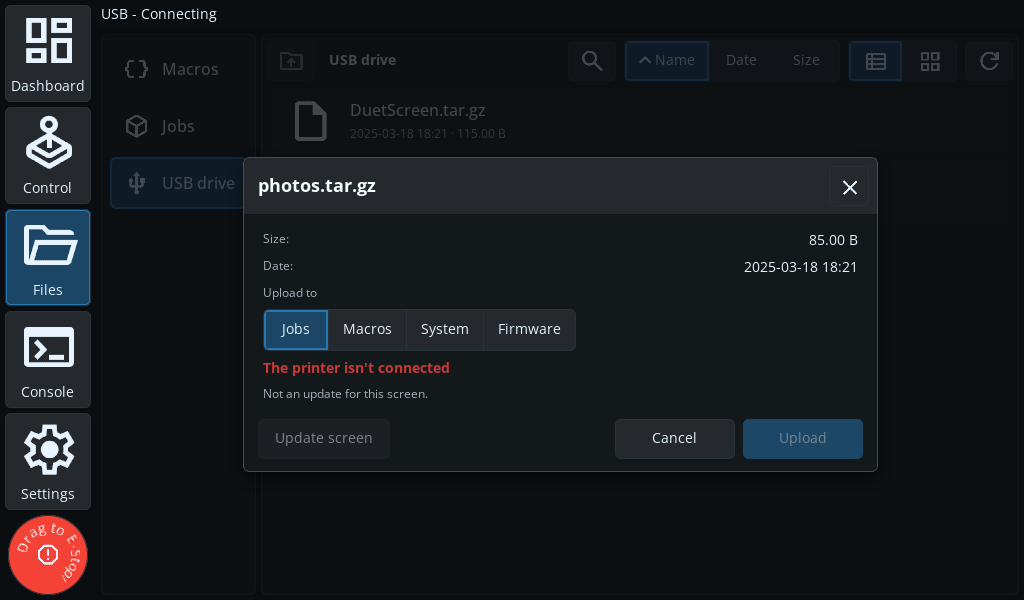 USB - Connecting
Dashboard
Control
Files
Console
Settings
Drag to E-Stop!
Macros
Jobs
USB drive
USB drive
Name
Date
Size
DuetScreen.tar.gz
2025-03-18 18:21 · 115.00 B
photos.tar.gz
Size:
85.00 B
Date:
2025-03-18 18:21
Upload to
Jobs
Macros
System
Firmware
The printer isn't connected
Not an update for this screen.
Update screen
Cancel
Upload